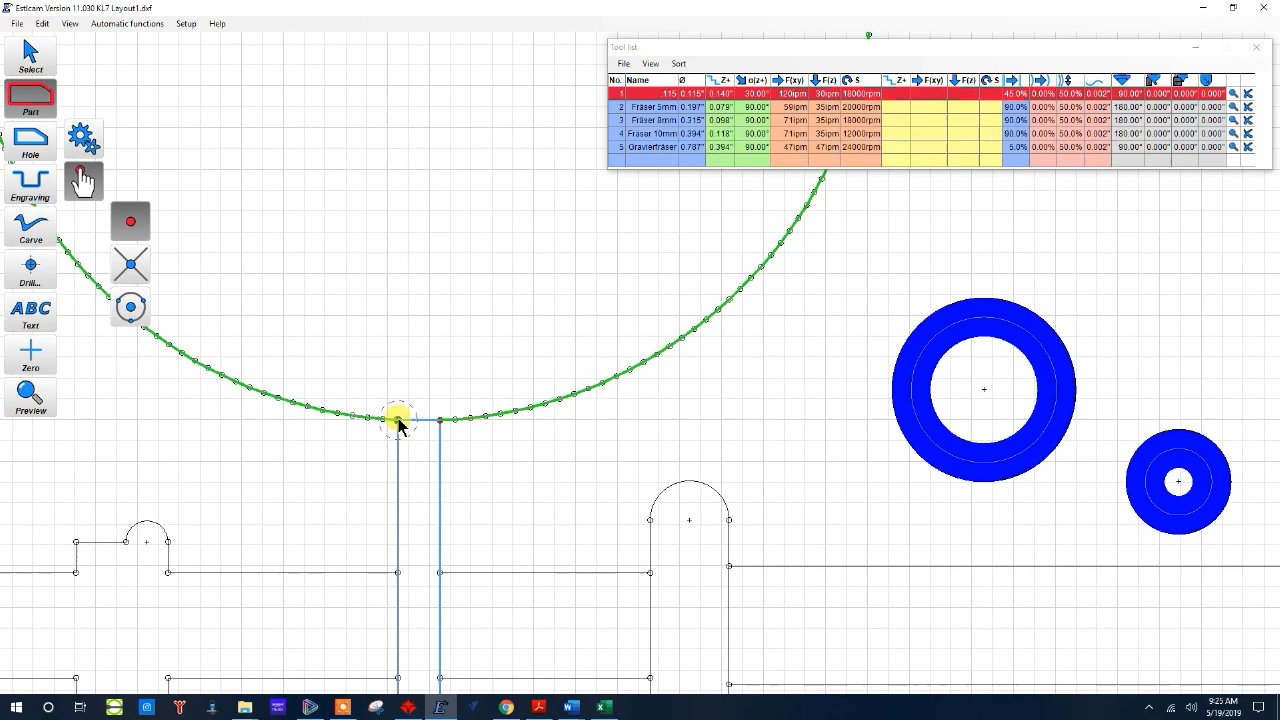 Estlcam Version 11.030 KL7 Layout1.dxf
File Edit View Automatic functions Setup Help
Select
Part
Hole
Engraving
Carve
Drill...
ABC
Text
Zero
Preview
Tool list
File View Sort
No. Name Ø Z+ α(z+) F(xy) F(z) S Z+ F(xy) F(z) S
1 .115 0.115" 0.140" 30.00° 120ipm 30ipm 18000rpm 45.0% 0.00% 50.0% 0.002" 90.00° 0.000" 0.000" 0.000"
2 Fräser 5mm 0.197" 0.079" 90.00° 59ipm 35ipm 20000rpm 90.0% 0.00% 50.0% 0.002" 180.00° 0.000" 0.000" 0.000"
3 Fräser 8mm 0.315" 0.098" 90.00° 71ipm 35ipm 18000rpm 90.0% 0.00% 50.0% 0.002" 180.00° 0.000" 0.000" 0.000"
4 Fräser 10mm 0.394" 0.118" 90.00° 71ipm 35ipm 12000rpm 90.0% 0.00% 50.0% 0.002" 180.00° 0.000" 0.000" 0.000"
5 Gravierfräser 0.787" 0.394" 90.00° 47ipm 47ipm 24000rpm 5.0% 0.00% 50.0% 0.002" 90.00° 0.000" 0.000" 0.000"
9:25 AM
5/19/2019